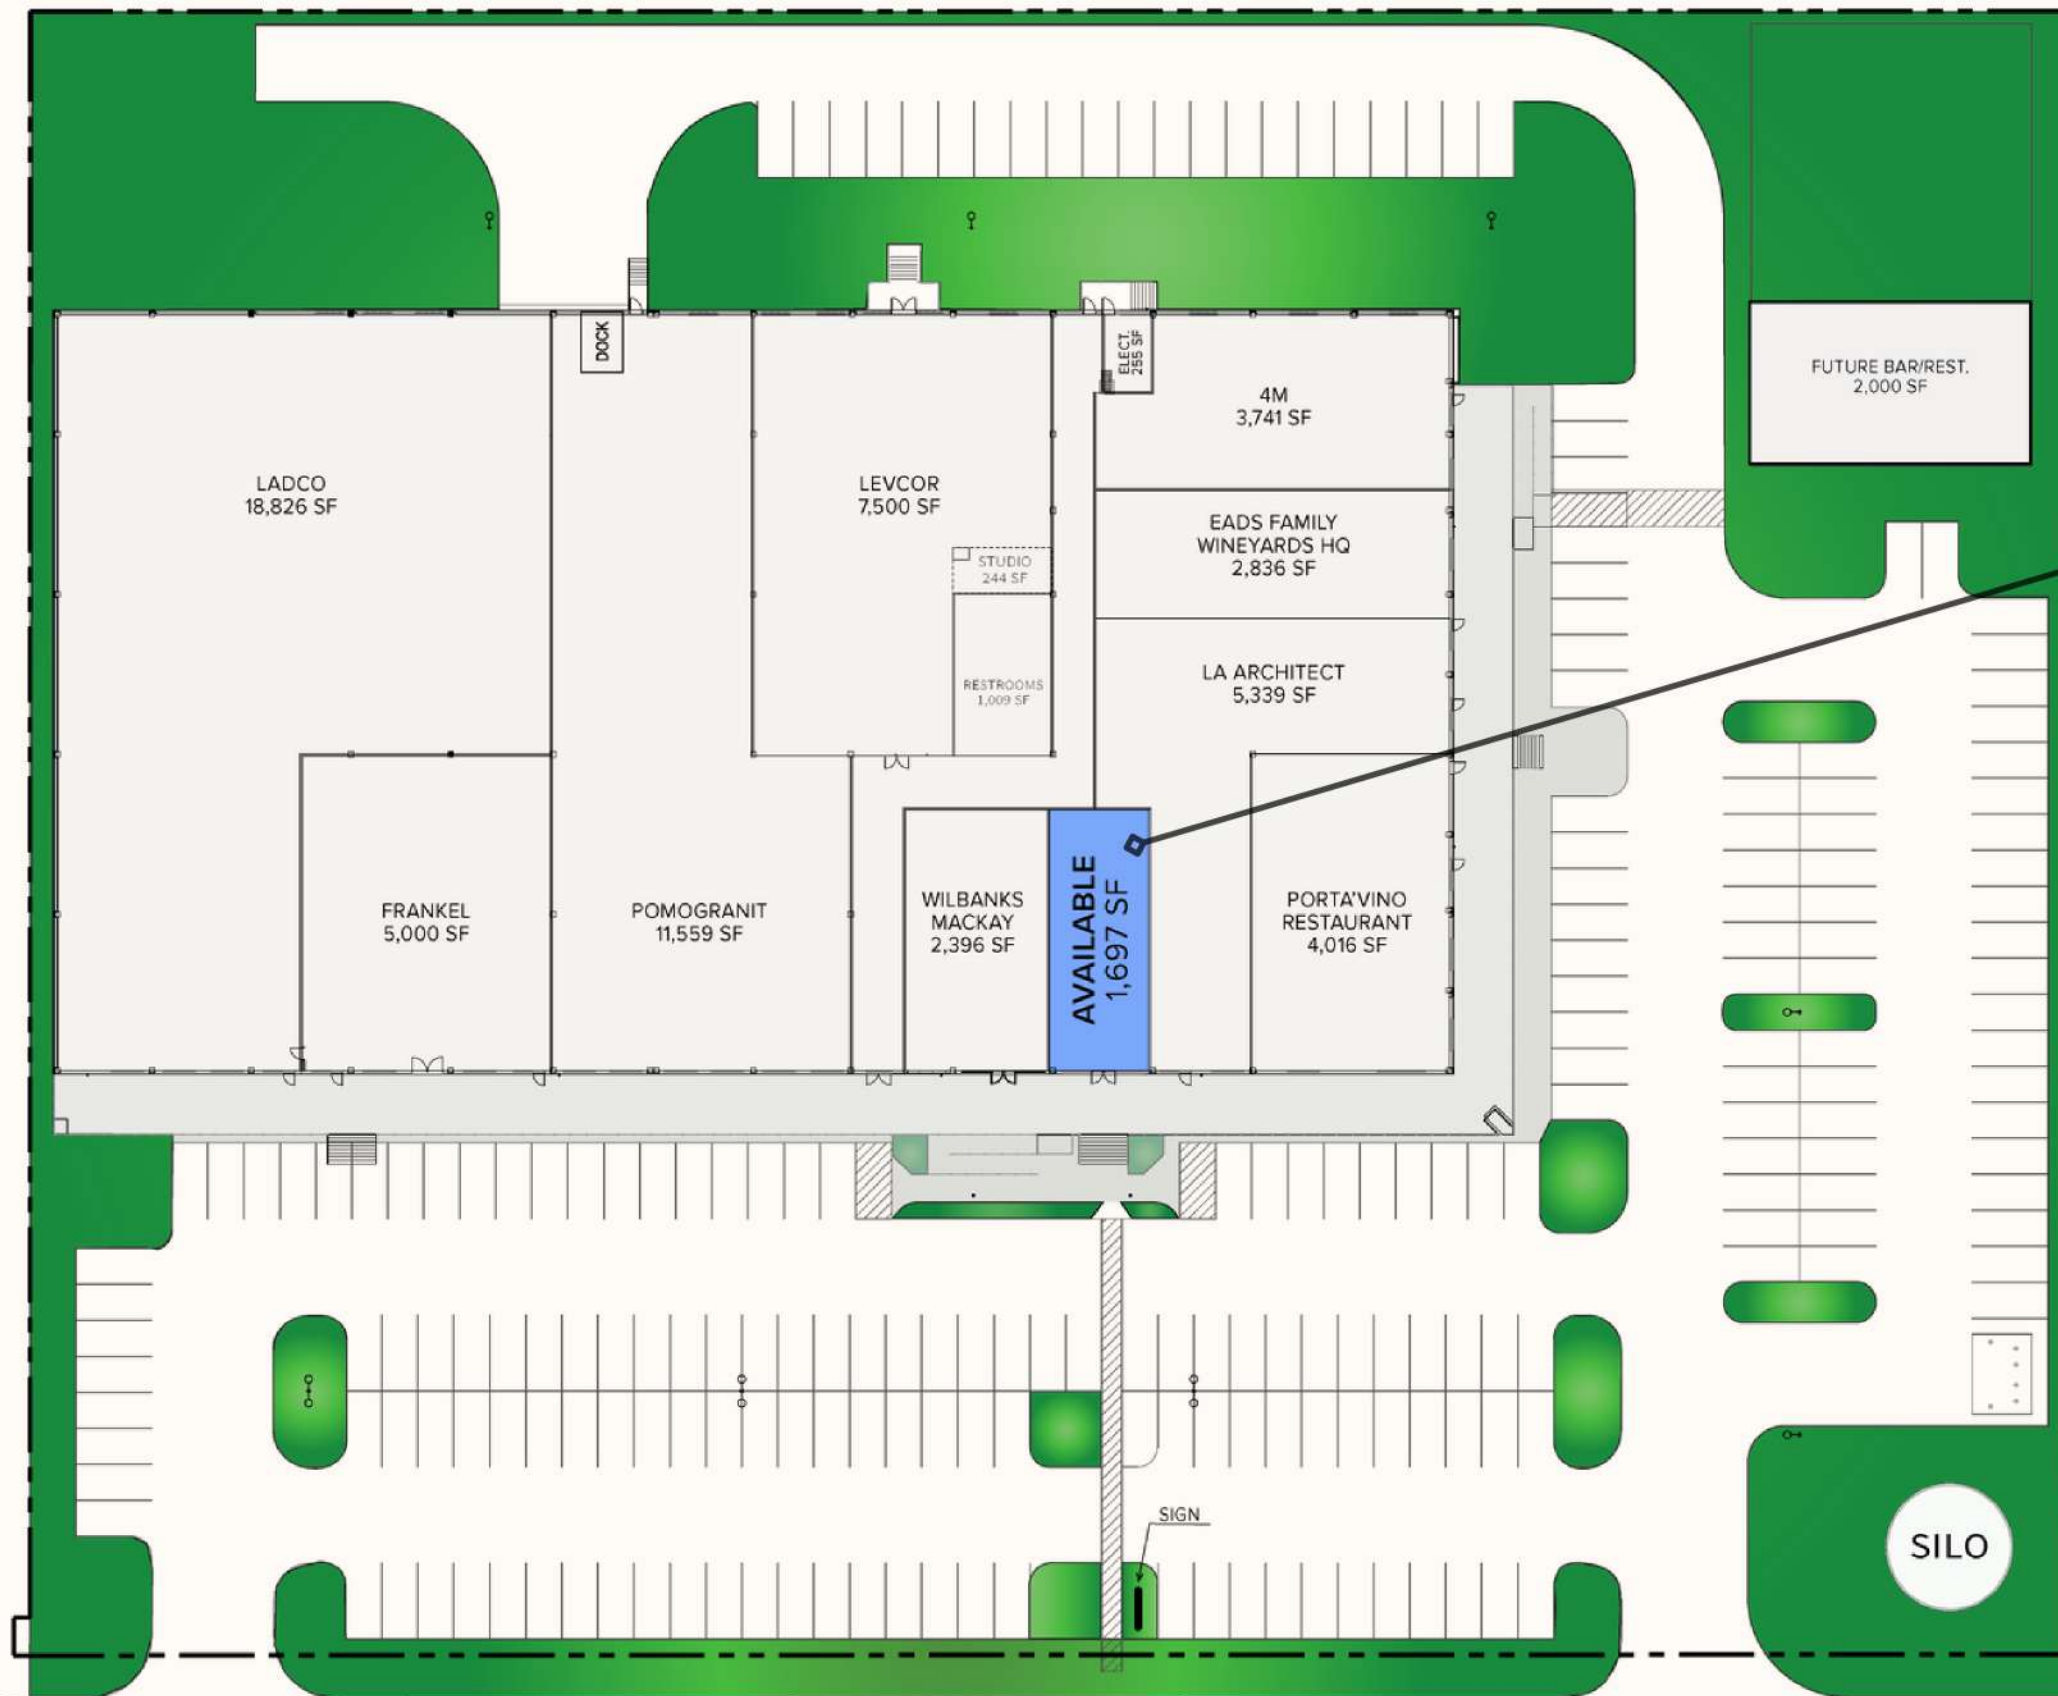 DOCK
ELECT.
255 SF
4M
3,741 SF
FUTURE BAR/REST.
2,000 SF
LADCO
18,826 SF
LEVCOR
7,500 SF
EADS FAMILY
WINEYARDS HQ
2,836 SF
STUDIO
244 SF
RESTROOMS
1,009 SF
LA ARCHITECT
5,339 SF
FRANKEL
5,000 SF
POMOGRANIT
11,559 SF
WILBANKS
MACKAY
2,396 SF
AVAILABLE
1,697 SF
PORTA'VINO
RESTAURANT
4,016 SF
SIGN
SILO